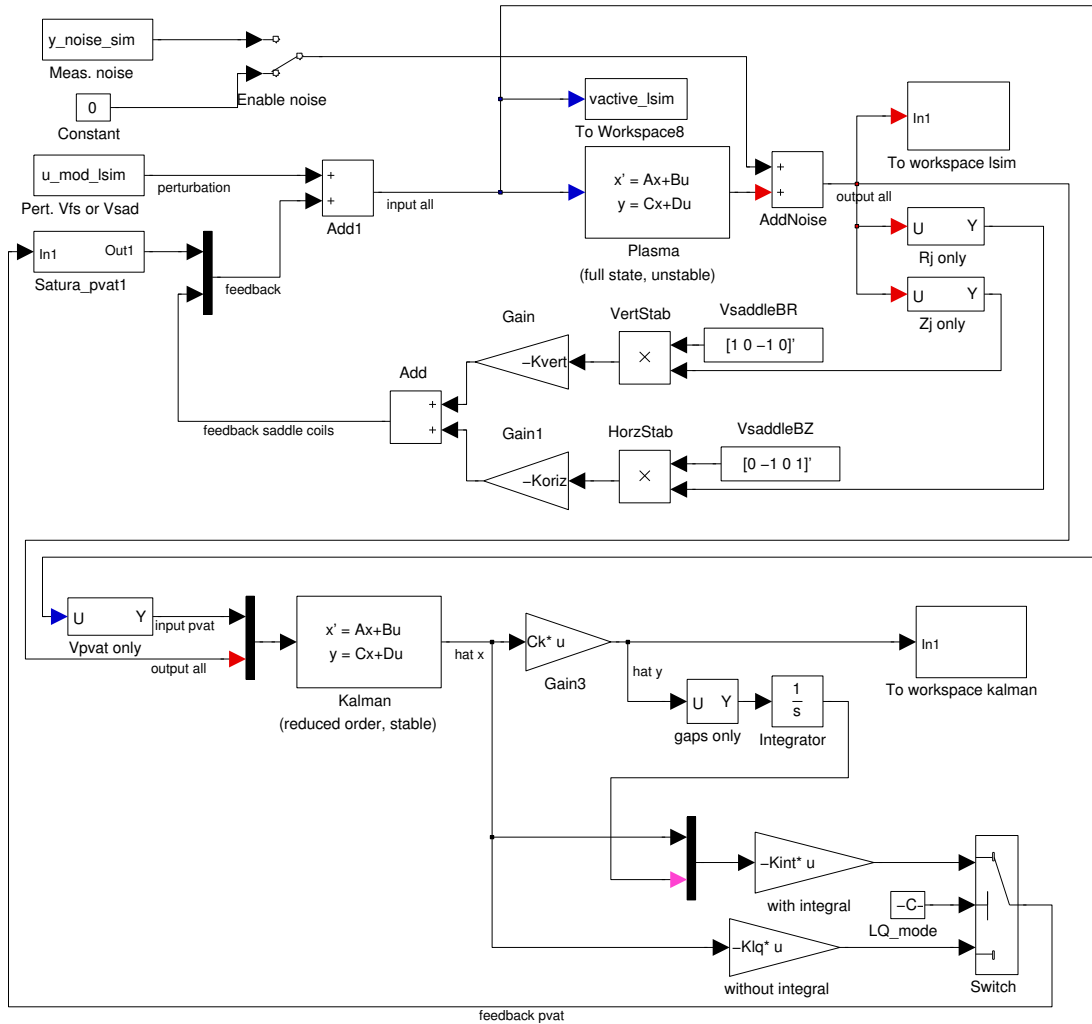 y_noise_sim
Meas. noise
Enable noise
0
Constant
vactive_lsim
To Workspace8
In1
To workspace lsim
u_mod_lsim
perturbation
Pert. Vfs or Vsad
+
+
Add1
input all
x' = Ax+Bu
y = Cx+Du
Plasma
(full state, unstable)
+
+
AddNoise
output all
U Y
Rj only
U Y
Zj only
In1 Out1
Satura_pvat1
feedback
Gain
−Kvert
VertStab
×
VsaddleBR
[1 0 −1 0]'
Add
+
+
feedback saddle coils
Gain1
−Koriz
HorzStab
×
VsaddleBZ
[0 −1 0 1]'
U Y
Vpvat only
input pvat
output all
x' = Ax+Bu
y = Cx+Du
Kalman
(reduced order, stable)
hat x
Ck* u
Gain3
hat y
In1
To workspace kalman
U Y
gaps only
1
s
Integrator
−Kint* u
with integral
−C−
LQ_mode
−Klq* u
without integral
Switch
feedback pvat